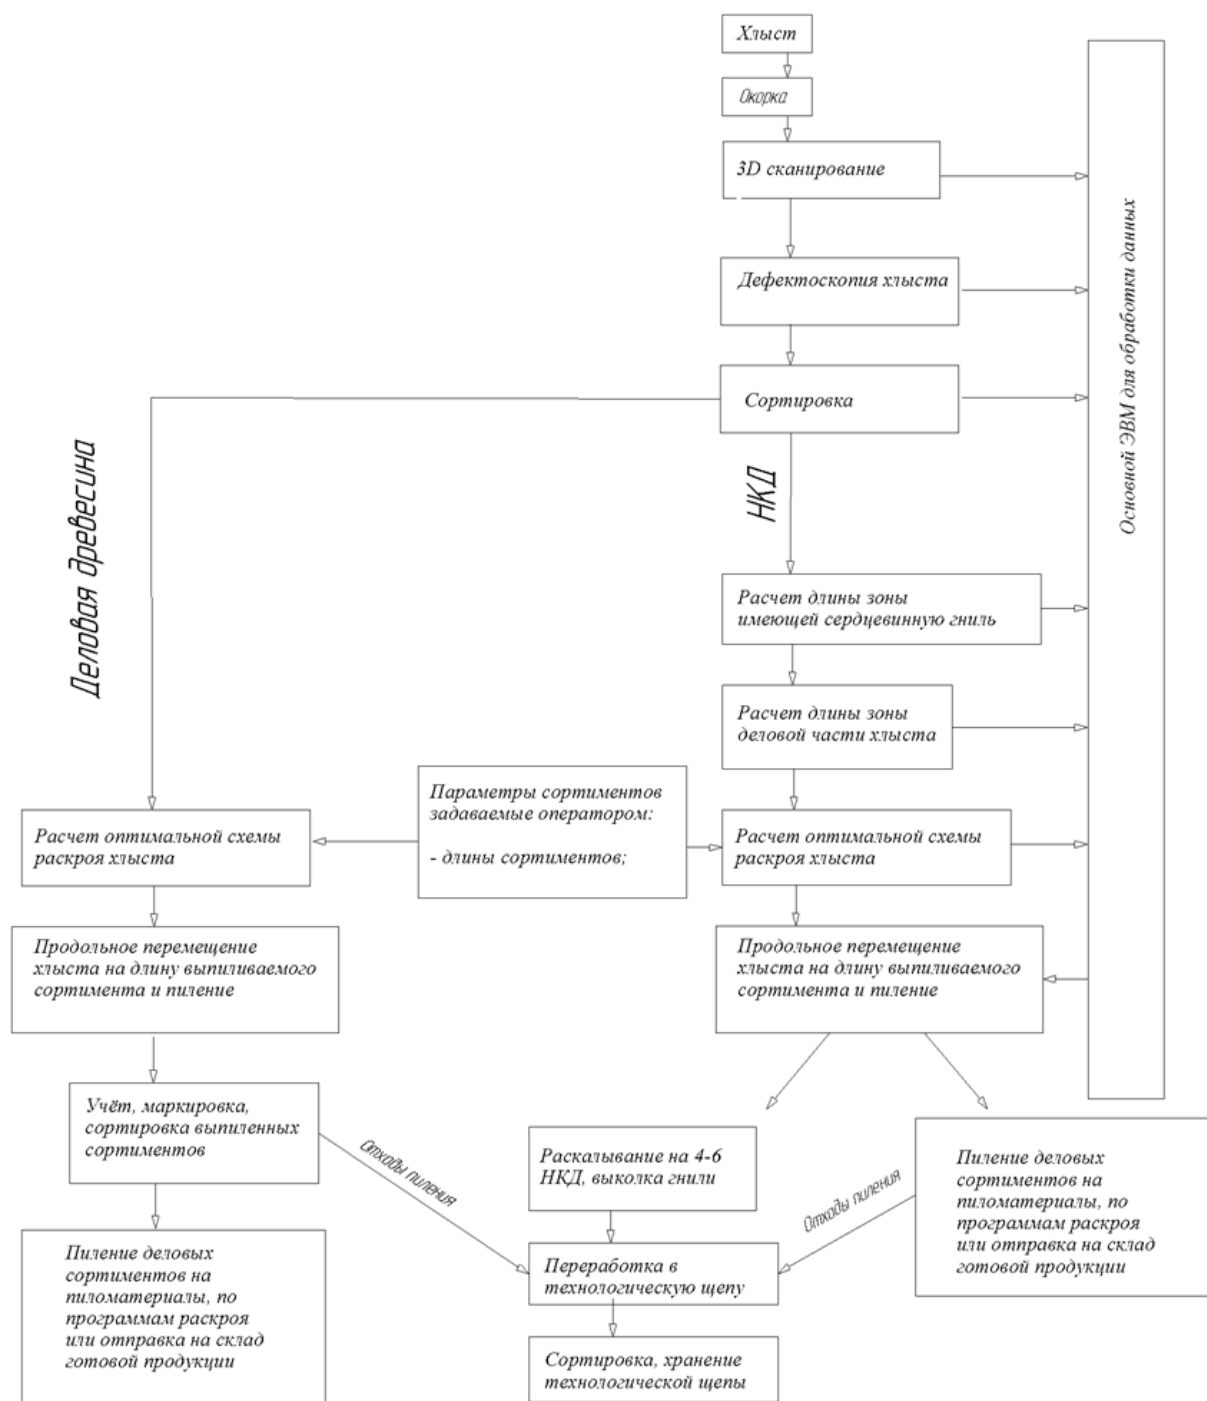 Хлыст
Окорка
3D сканирование
Дефектоскопия хлыста
Сортировка
Основной ЭВМ для обработки данных
Деловая древесина
НКД
Расчет длины зоны
имеющей сердцевинную гниль
Расчет длины зоны
деловой части хлыста
Параметры сортиментов
задаваемые оператором:
- длины сортиментов;
Расчет оптимальной схемы
раскроя хлыста
Расчет оптимальной схемы
раскроя хлыста
Продольное перемещение
хлыста на длину выпиливаемого
сортимента и пиление
Продольное перемещение
хлыста на длину выпиливаемого
сортимента и пиление
Учёт, маркировка,
сортировка выпиленных
сортиментов
Отходы пиления
Раскалывание на 4-6
НКД, выколка гнили
Отходы пиления
Пиление деловых
сортиментов на
пиломатериалы, по
программам раскроя
или отправка на склад
готовой продукции
Пиление деловых
сортиментов на
пиломатериалы, по
программам раскроя
или отправка на склад
готовой продукции
Переработка в
технологическую щепу
Сортировка, хранение
технологической щепы